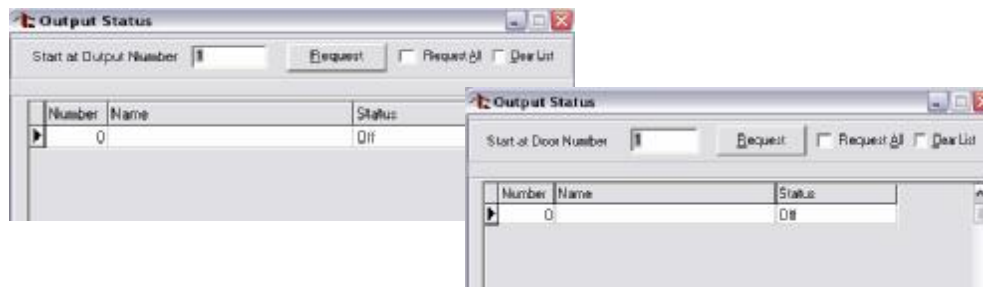 Output Status
Start at Output Number 1 Request Request All Clear List
Number Name Status
0 Off
Output Status
Start at Door Number 1 Request Request All Clear List
Number Name Status
0 Off